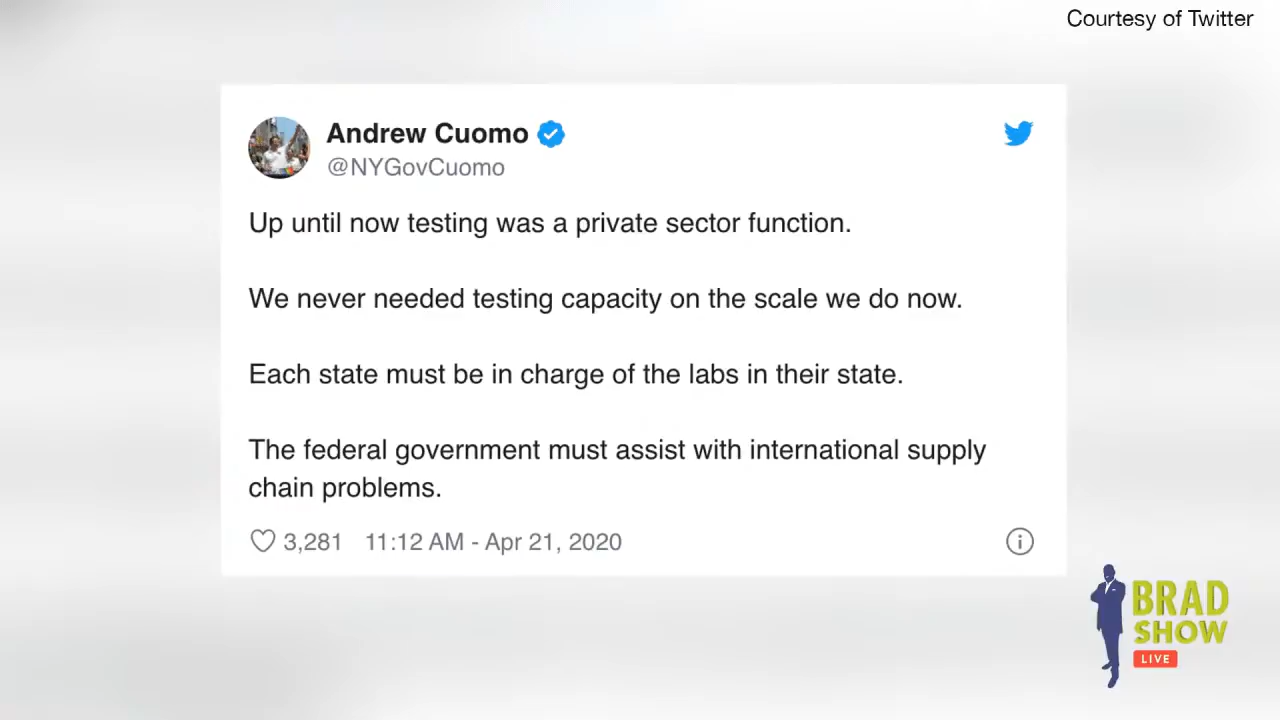 Courtesy of Twitter
Andrew Cuomo
@NYGovCuomo
Up until now testing was a private sector function.
We never needed testing capacity on the scale we do now.
Each state must be in charge of the labs in their state.
The federal government must assist with international supply
chain problems.
3,281 11:12 AM - Apr 21, 2020
BRAD
SHOW
LIVE